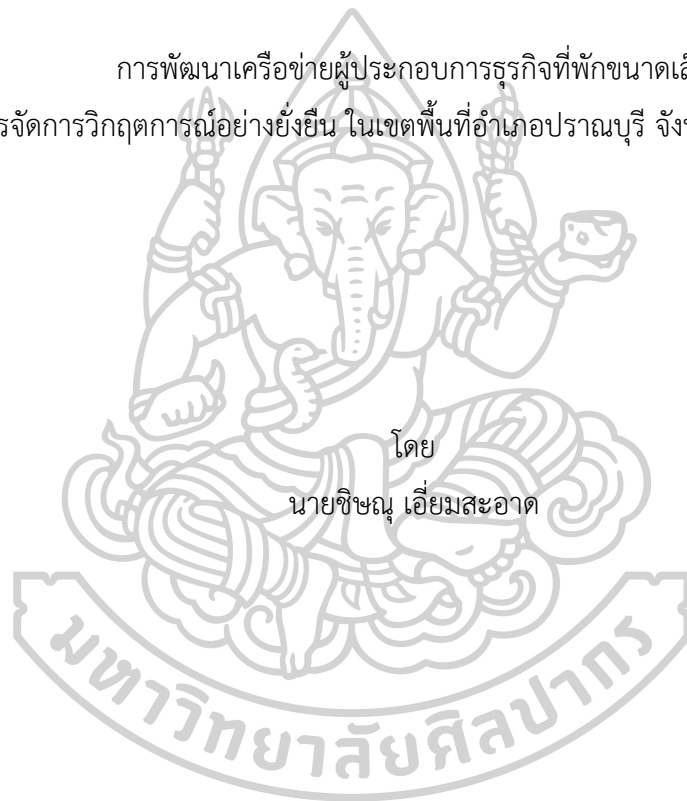 การพัฒนาเครือข่ายผู้ประกอบการธุรกิจที่พักขนาดเล็
รจัดการวิกฤตการณ์อย่างยั่งยืน ในเขตพื้นที่อำเภอปราณบุรี จัง
โดย
นายชิษณุ เอี่ยมสะอาด
มหาวิทยาลัยศิลปากร